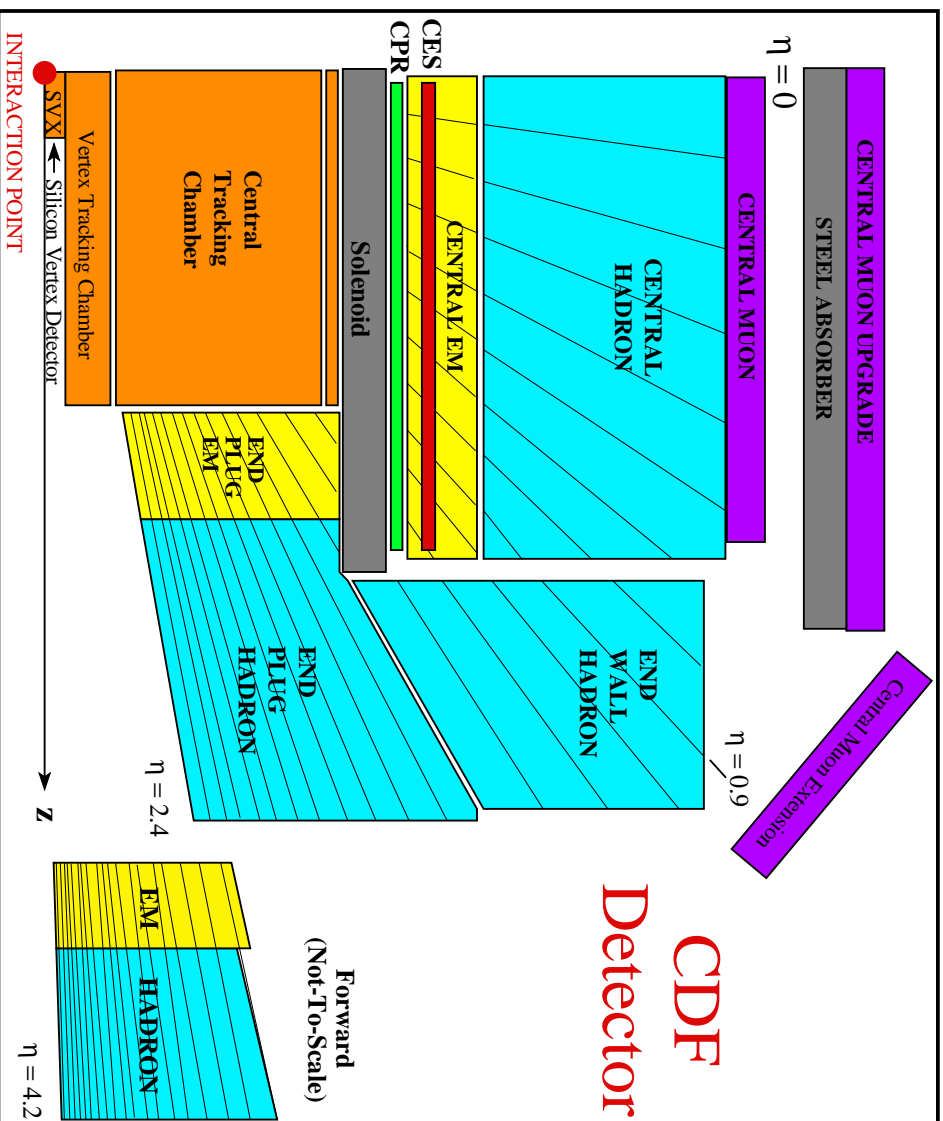 CDF
Detector
η = 0
CENTRAL MUON UPGRADE
STEEL ABSORBER
CENTRAL MUON
CENTRAL
HADRON
CES
CPR
CENTRAL EM
Solenoid
Central
Tracking
Chamber
Vertex Tracking Chamber
SVX
Silicon Vertex Detector
INTERACTION POINT
Z
END
PLUG
EM
END
PLUG
HADRON
η = 2.4
END
WALL
HADRON
η = 0.9
Central Muon Extension
Forward
(Not-To-Scale)
EM
HADRON
η = 4.2